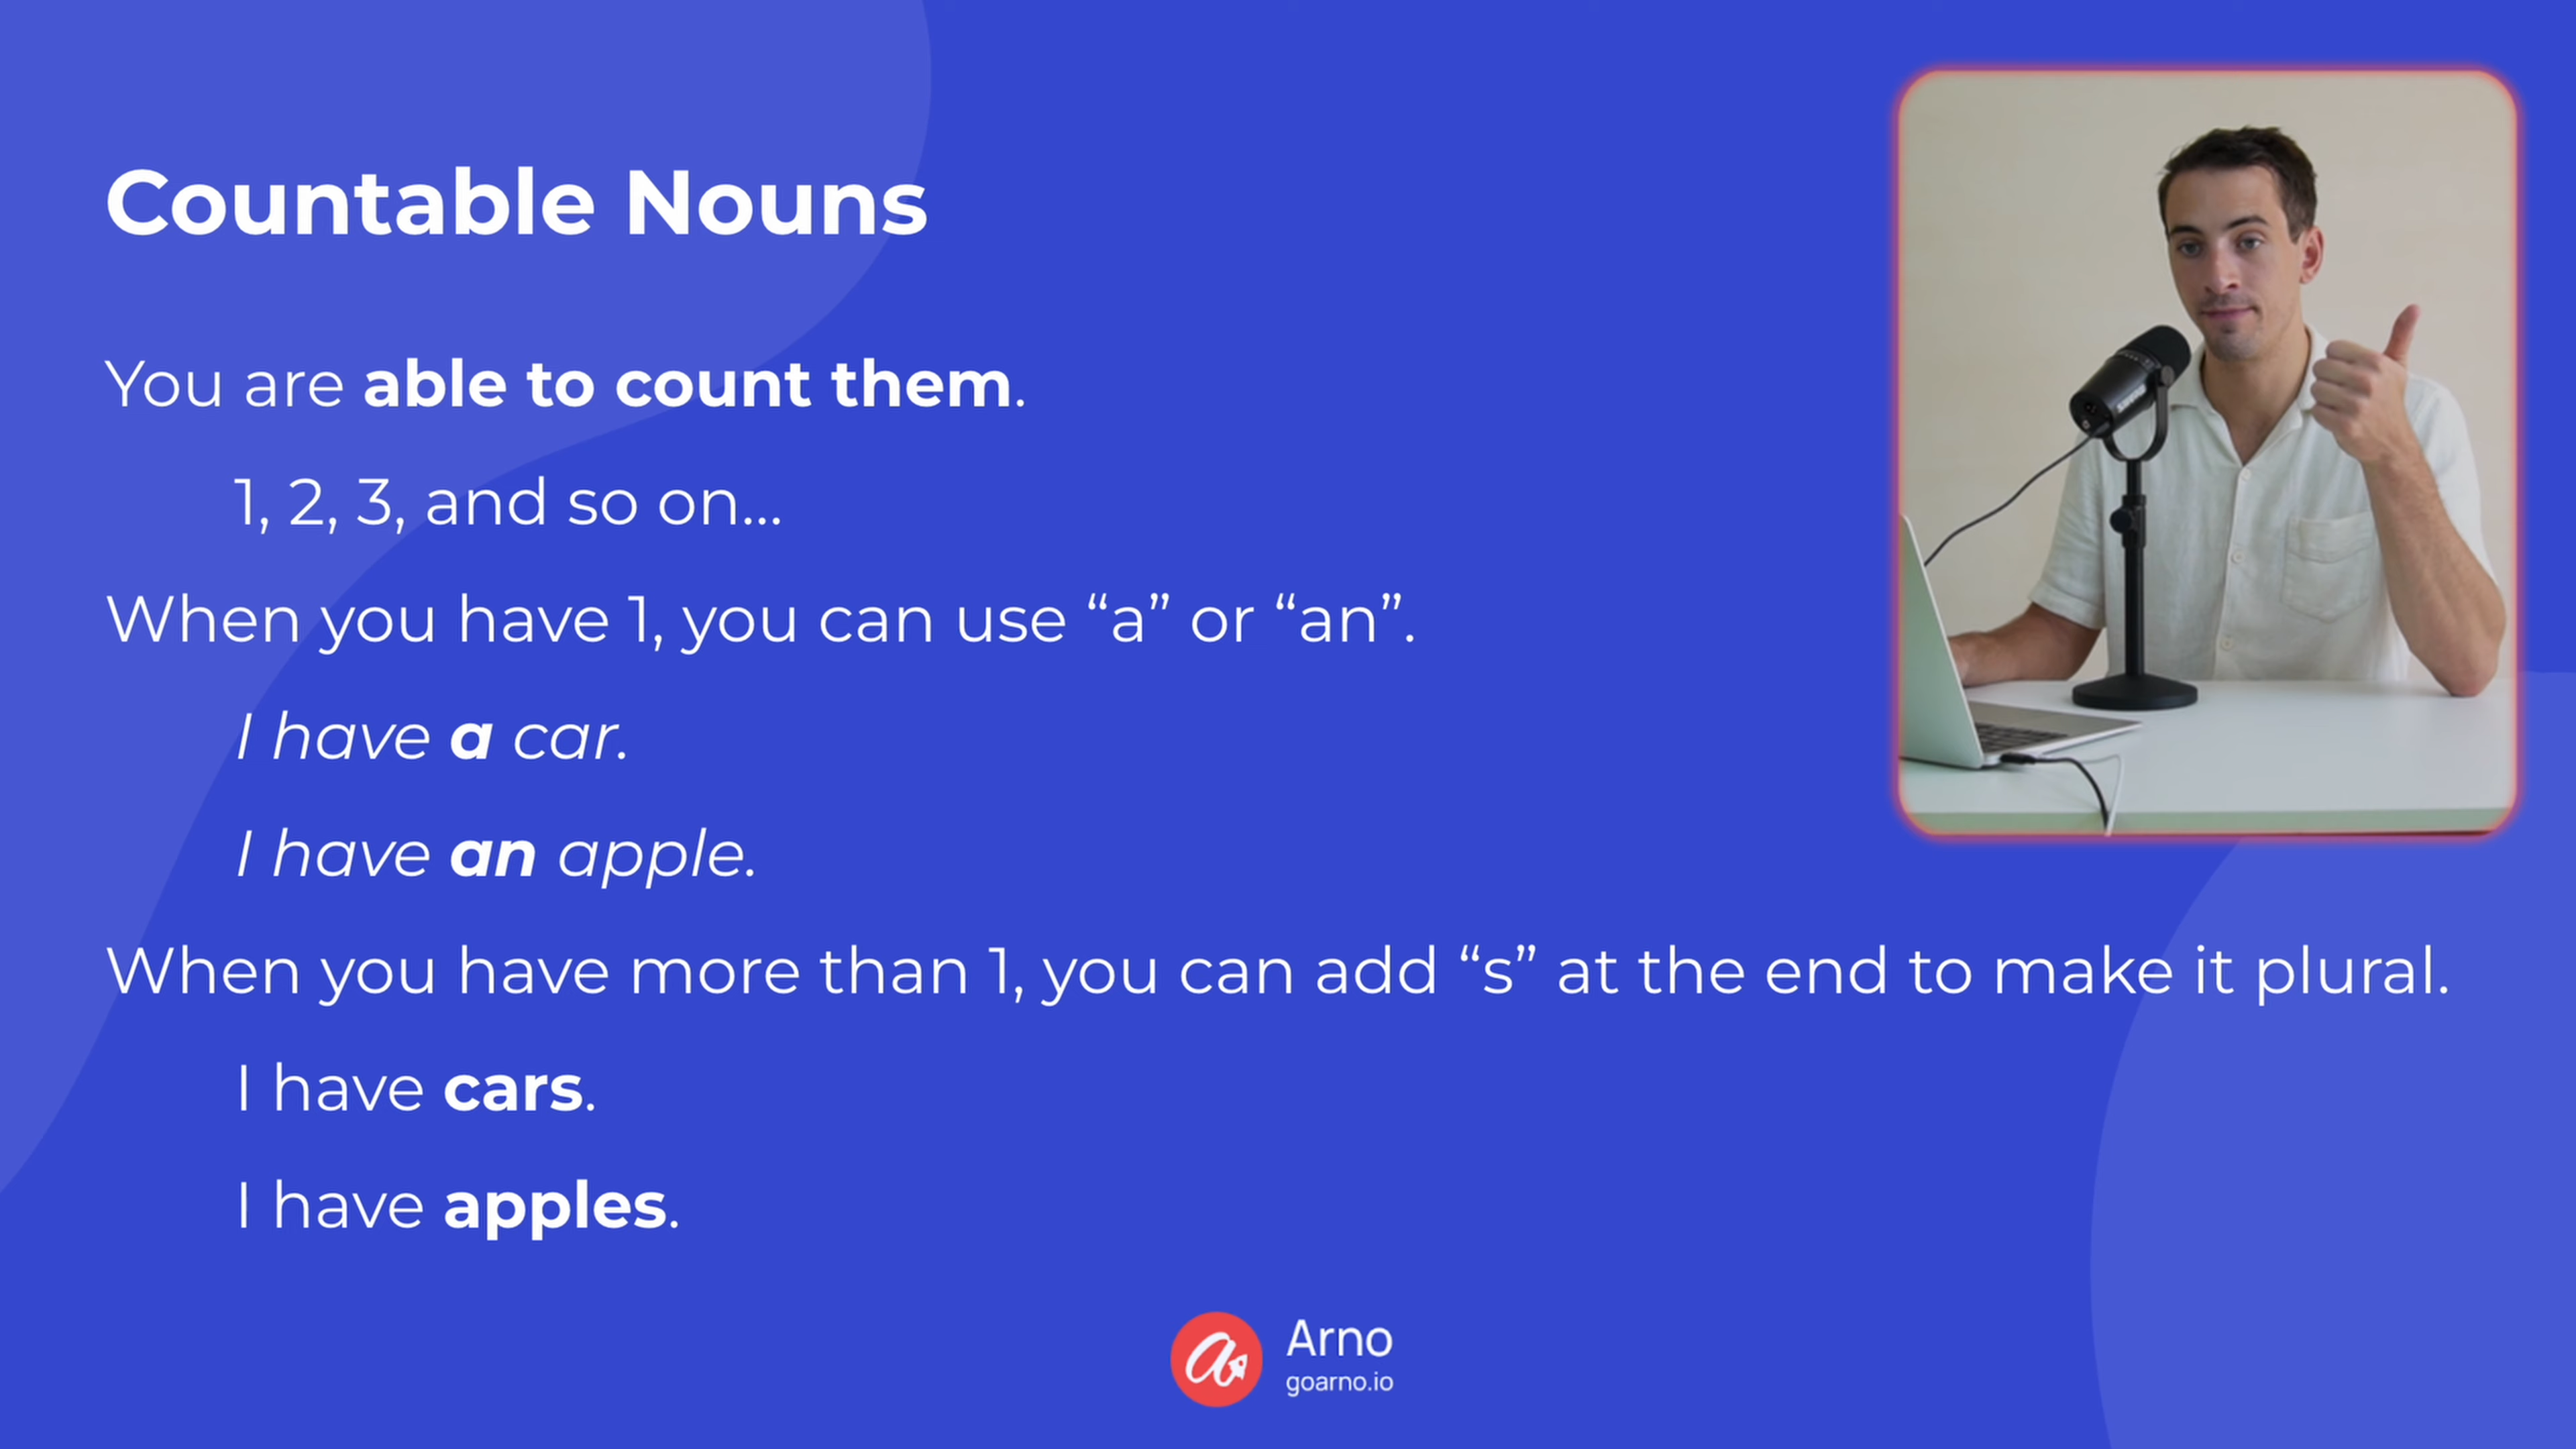 Countable Nouns
You are able to count them.
1, 2, 3, and so on...
When you have 1, you can use “a” or “an”.
I have a car.
I have an apple.
When you have more than 1, you can add “s” at the end to make it plural.
I have cars.
I have apples.
Arno
goarno.io